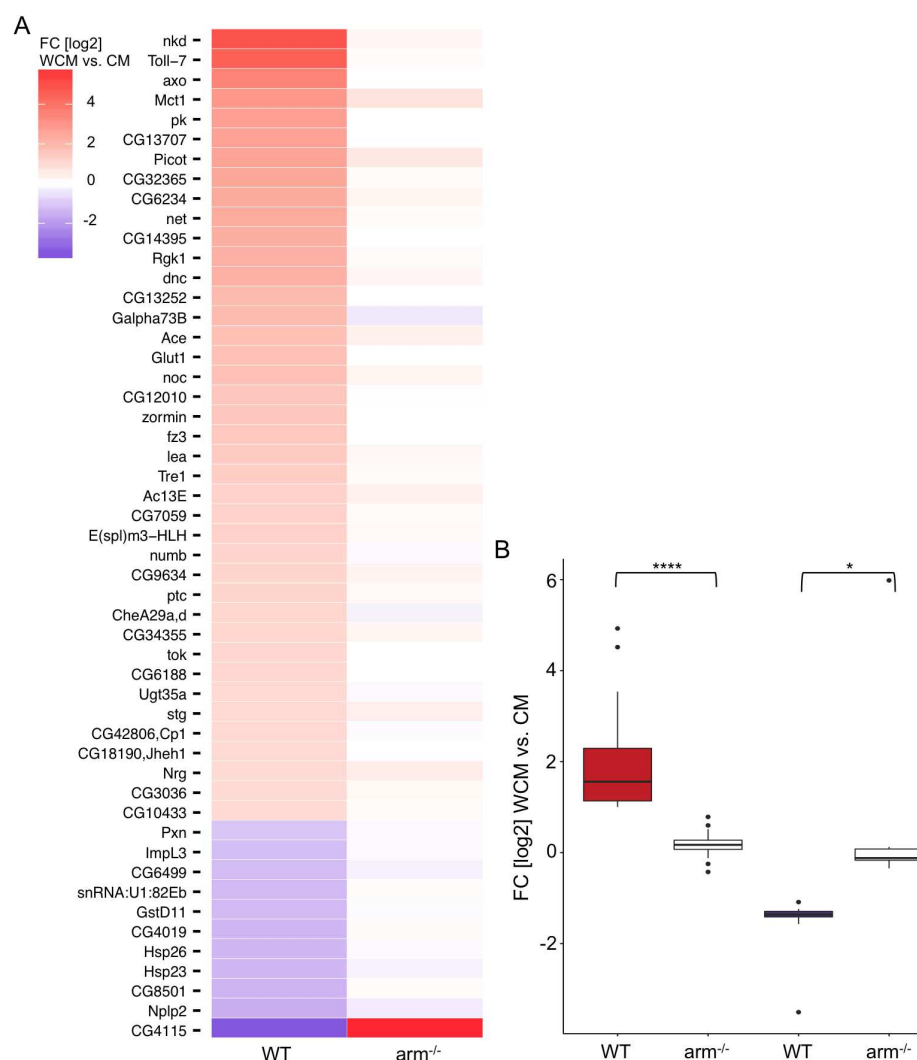 A
FC [log2]
WCM vs. CM
4
2
0
-2
nkd
Toll−7
axo
Mct1
pk
CG13707
Picot
CG32365
CG6234
net
CG14395
Rgk1
dnc
CG13252
Galpha73B
Ace
Glut1
noc
CG12010
zormin
fz3
lea
Tre1
Ac13E
CG7059
E(spl)m3−HLH
numb
CG9634
ptc
CheA29a,d
CG34355
tok
CG6188
Ugt35a
stg
CG42806,Cp1
CG18190,Jheh1
Nrg
CG3036
CG10433
Pxn
ImpL3
CG6499
snRNA:U1:82Eb
GstD11
CG4019
Hsp26
Hsp23
CG8501
Nplp2
CG4115
WT arm-/-
B
FC [log2] WCM vs. CM
6
4
2
0
-2
**** *
WT arm-/- WT arm-/-